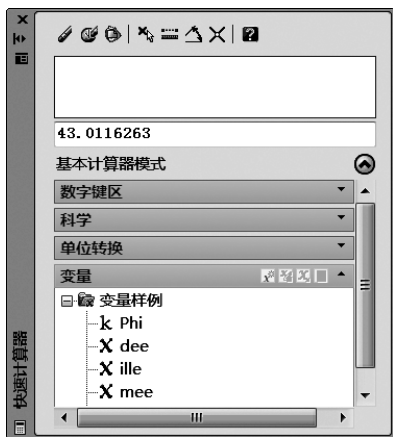 43.0116263
基本计算器模式
数字键区
科学
单位转换
变量
变量样例
k Phi
X dee
X ille
X mee
快速计算器